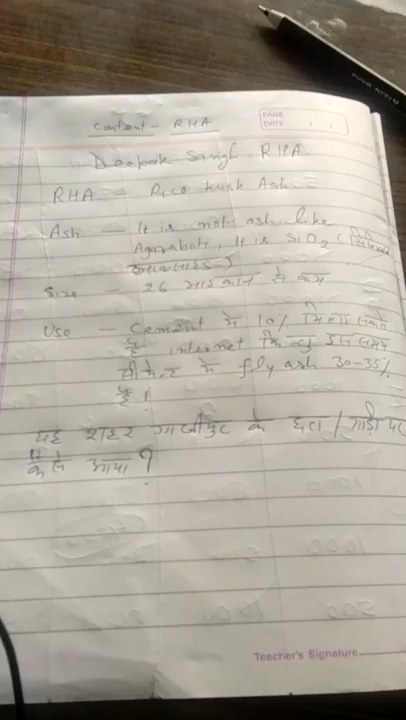 Content - RHA
PAGE :
DATE :
Deepak Singh RHA
RHA - Rice husk Ash
Ash - It is not ash like
Agarabati, It is SiO2 (
Size - 26 माइक्रान से कम
Use - Cement में 10%
है internet किन्तु इस समय
सीमेन्ट में fly ash 30-35%
है।
यह शहर गाजीपुर के छतो / गाड़ी पर
कैसे आया ?
Teacher's Signature